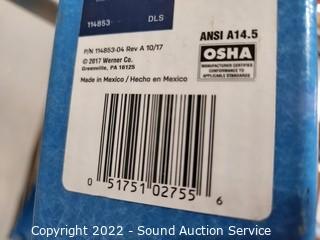 114853 DLS
ANSI A14.5
OSHA
MANUFACTURER CERTIFIED
CONFORMANCE TO
APPLICABLE STANDARDS
P/N 114853-04 Rev A 10/17
© 2017 Werner Co.
Greenville, PA 16125
Made in Mexico / Hecho en Mexico
0 51751 02755 6
Copyright 2022 - Sound Auction Service